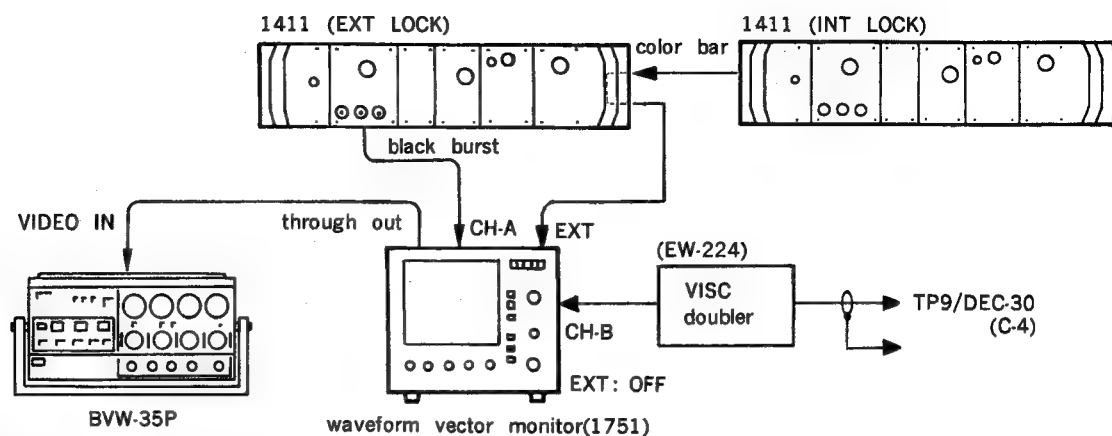 1411 (EXT LOCK)
1411 (INT LOCK)
color bar
black burst
VIDEO IN
through out
CH-A
EXT
(EW-224)
VISC
doubler
TP9/DEC-30
(C-4)
CH-B
EXT: OFF
BVW-35P
waveform vector monitor(1751)